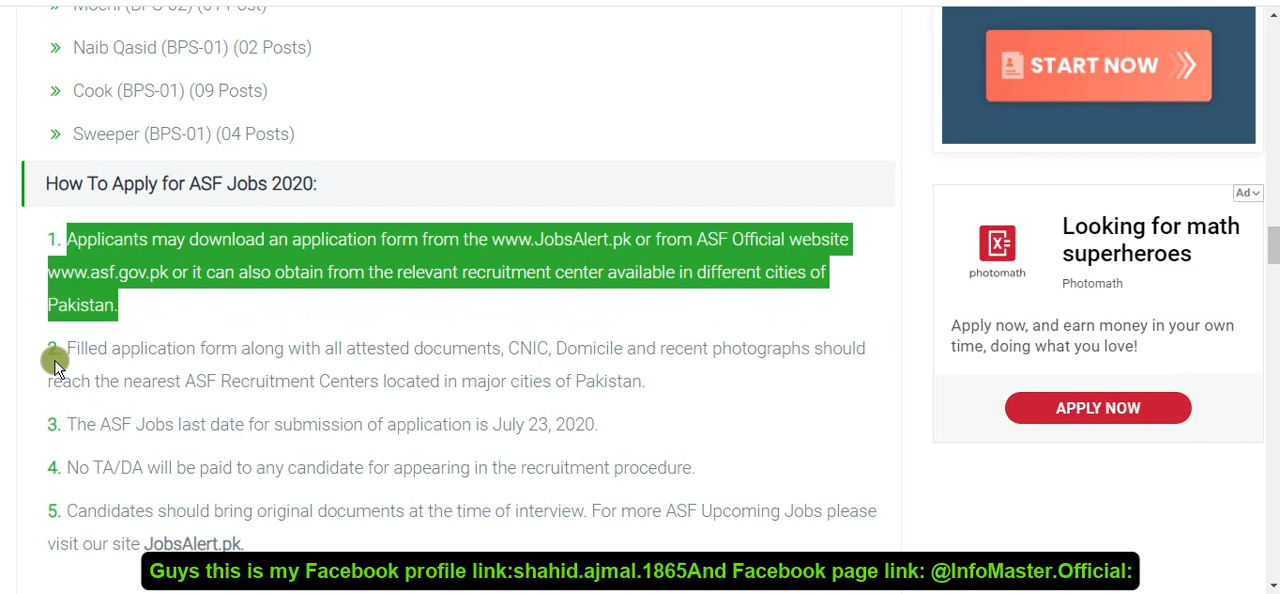 Mochi (BPS-02) (01 Post)
» Naib Qasid (BPS-01) (02 Posts)
» Cook (BPS-01) (09 Posts)
» Sweeper (BPS-01) (04 Posts)
How To Apply for ASF Jobs 2020:
1. Applicants may download an application form from the www.JobsAlert.pk or from ASF Official website
www.asf.gov.pk or it can also obtain from the relevant recruitment center available in different cities of
Pakistan.
2. Filled application form along with all attested documents, CNIC, Domicile and recent photographs should
reach the nearest ASF Recruitment Centers located in major cities of Pakistan.
3. The ASF Jobs last date for submission of application is July 23, 2020.
4. No TA/DA will be paid to any candidate for appearing in the recruitment procedure.
5. Candidates should bring original documents at the time of interview. For more ASF Upcoming Jobs please
visit our site JobsAlert.pk.
START NOW
Ad
Looking for math
superheroes
photomath
Photomath
Apply now, and earn money in your own
time, doing what you love!
APPLY NOW
Guys this is my Facebook profile link:shahid.ajmal.1865And Facebook page link: @InfoMaster.Official: